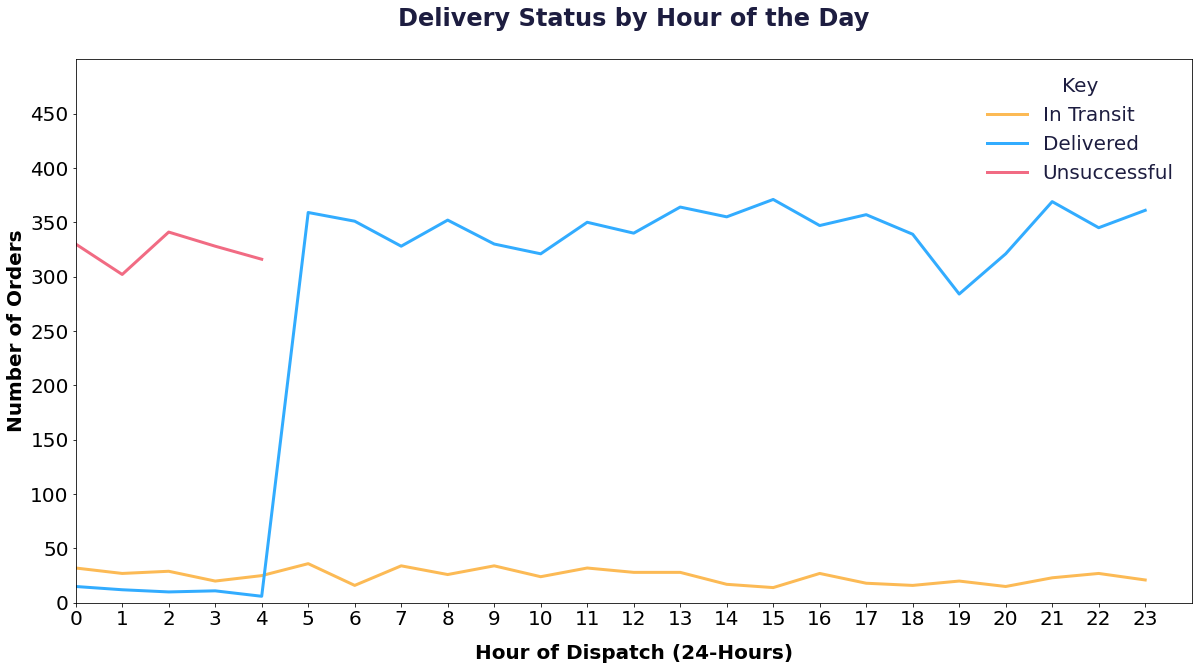 Delivery Status by Hour of the Day
Key
In Transit
Delivered
Unsuccessful
Number of Orders
450
400
350
300
250
200
150
100
50
0
0 1 2 3 4 5 6 7 8 9 10 11 12 13 14 15 16 17 18 19 20 21 22 23
Hour of Dispatch (24-Hours)